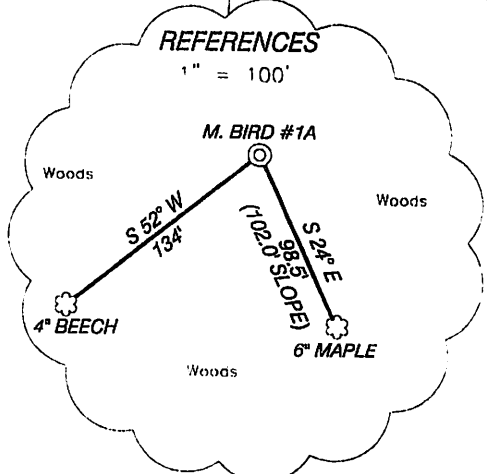 REFERENCES
1" = 100'
M. BIRD #1A
Woods
Woods
S 52° W
134'
S 24° E
98.5'
(102.0' SLOPE)
4" BEECH
6" MAPLE
Woods